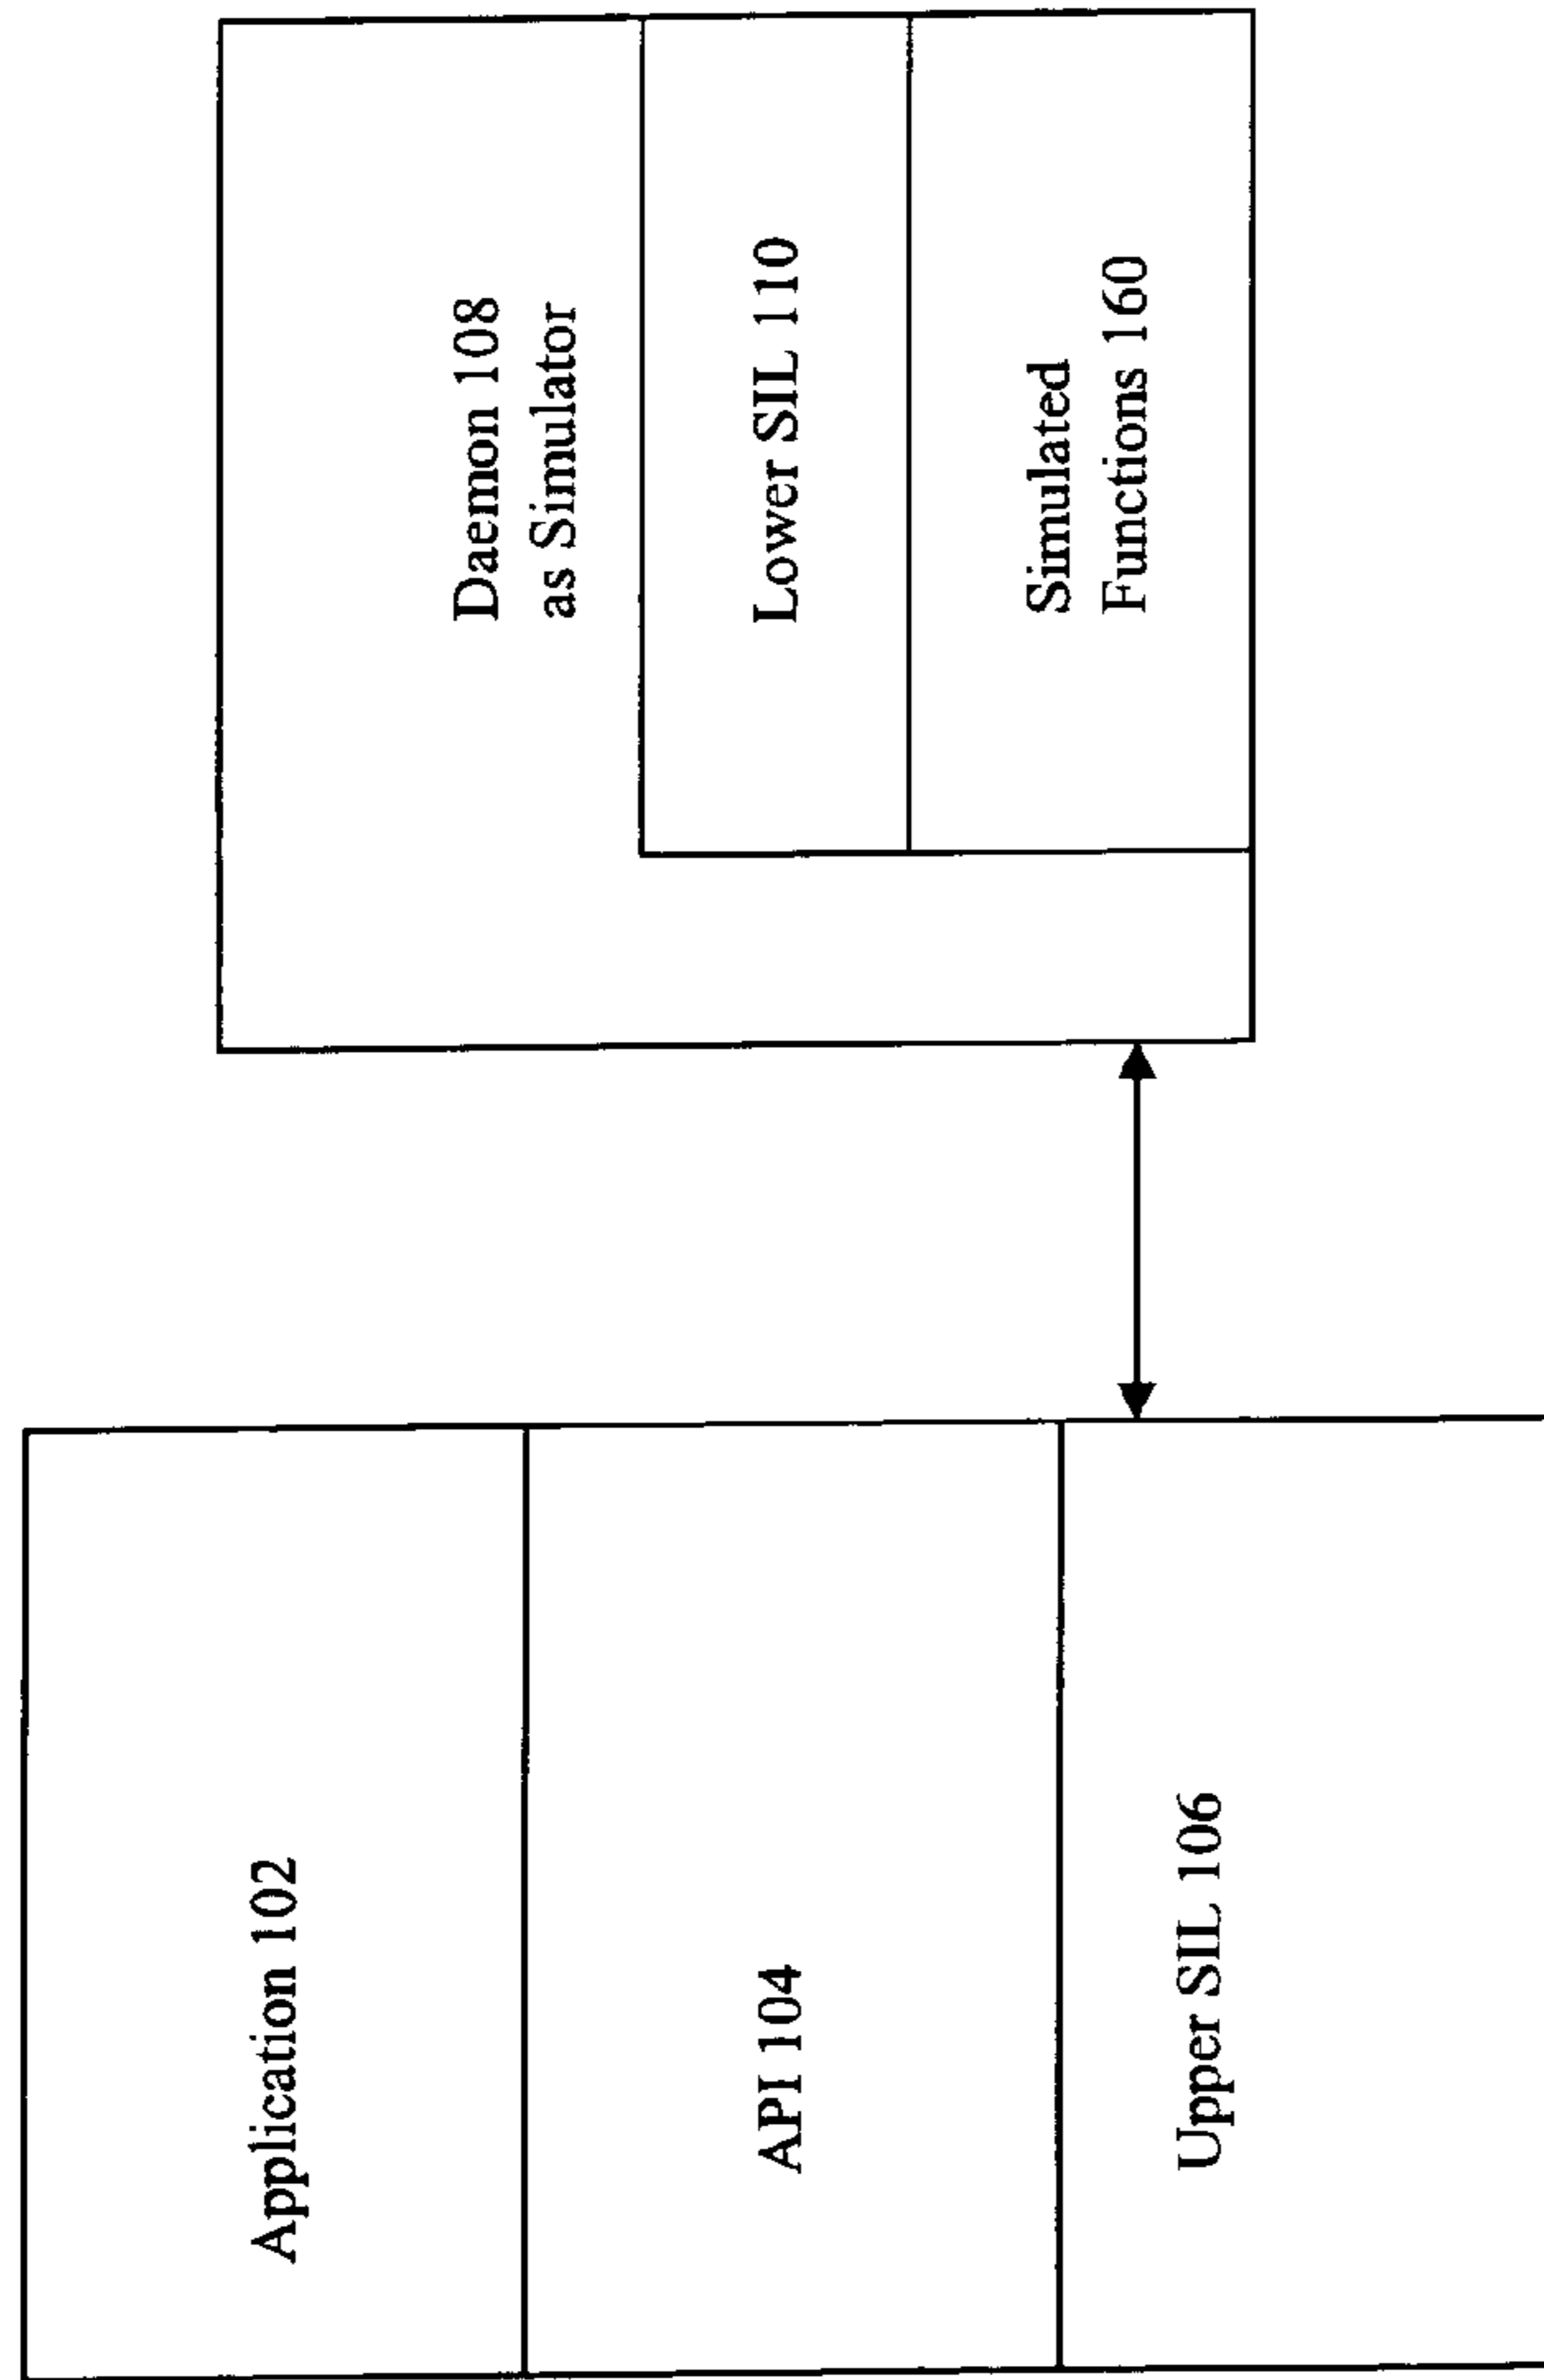 Application 102
API 104
Upper SIL 106
Daemon 108
as Simulator
Lower SIL 110
Simulated
Functions 160